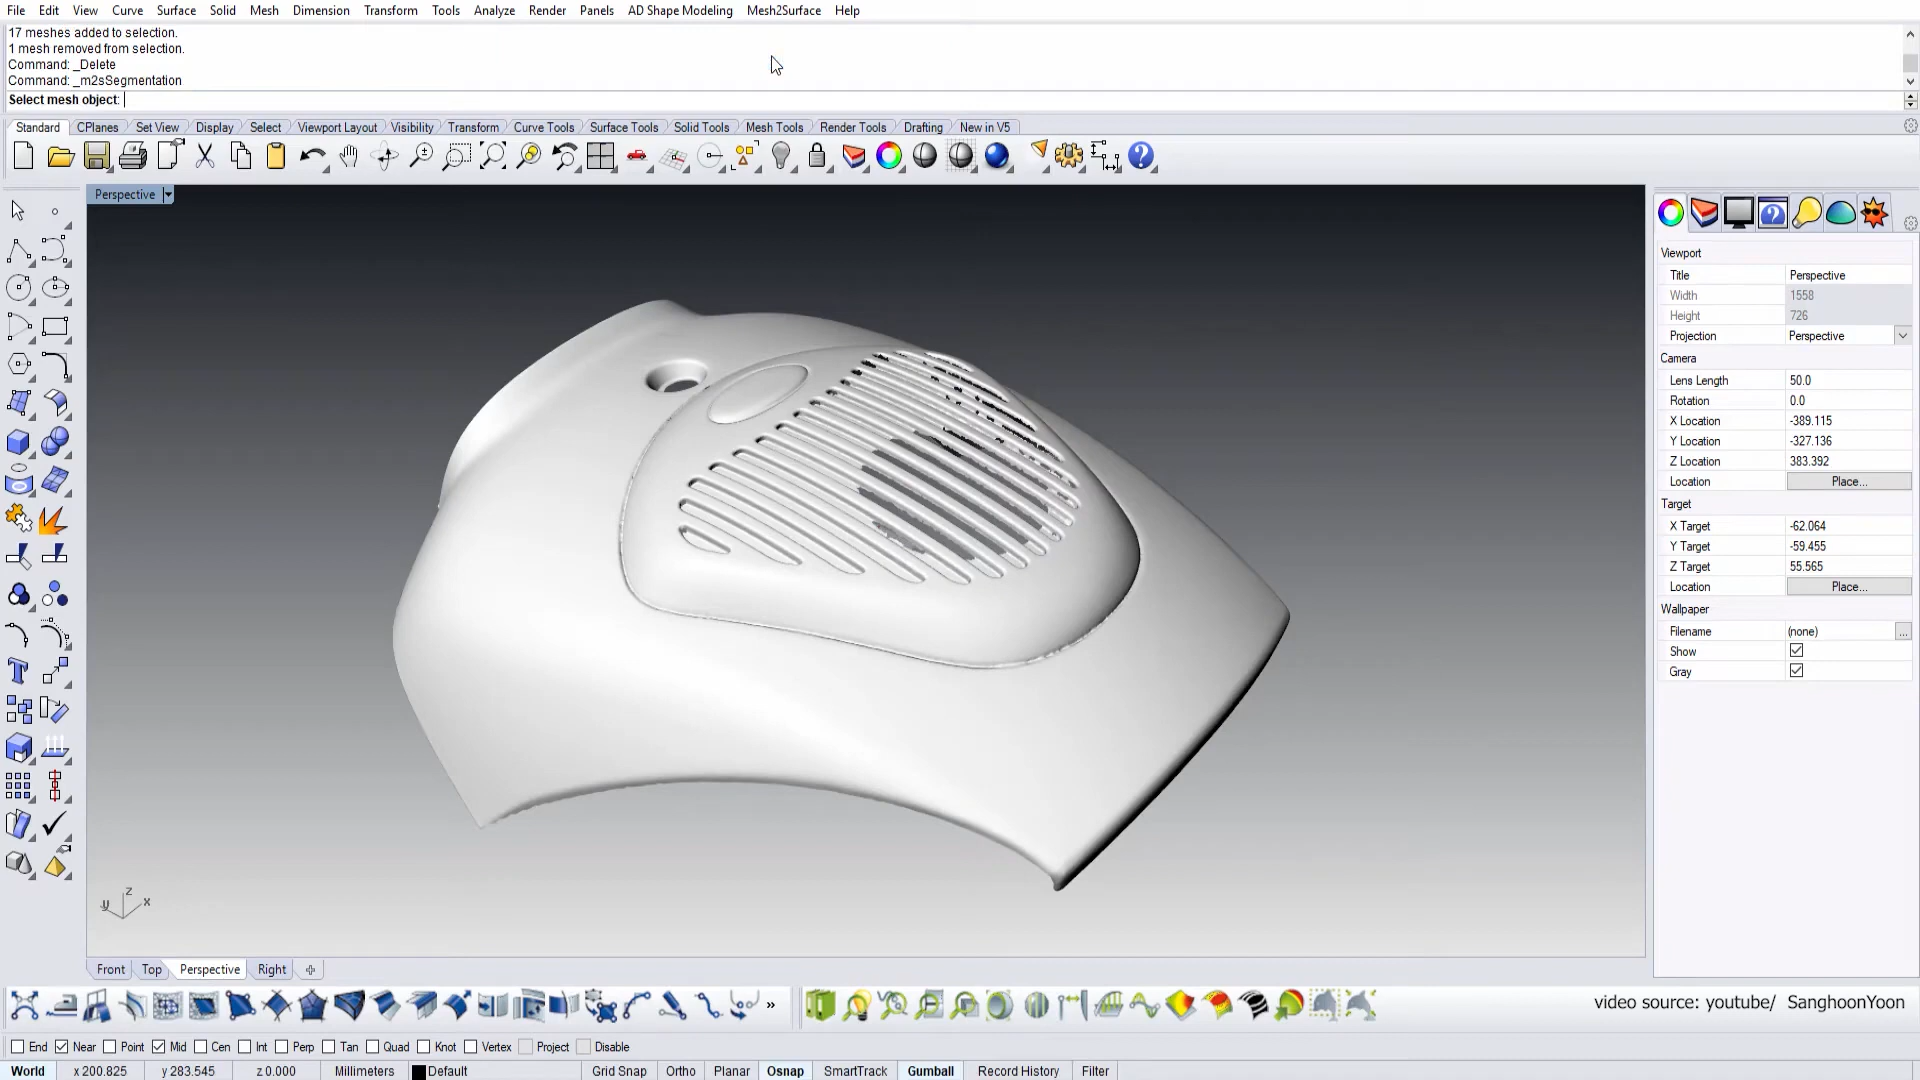 File Edit View Curve Surface Solid Mesh Dimension Transform Tools Analyze Render Panels AD Shape Modeling Mesh2Surface Help
17 meshes added to selection.
1 mesh removed from selection.
Command: _Delete
Command: _m2sSegmentation
Select mesh object:
Standard CPlanes Set View Display Select Viewport Layout Visibility Transform Curve Tools Surface Tools Solid Tools Mesh Tools Render Tools Drafting New in V5
Perspective
Viewport
Title Perspective
Width 1558
Height 726
Projection Perspective
Camera
Lens Length 50.0
Rotation 0.0
X Location -389.115
Y Location -327.136
Z Location 383.392
Location Place...
Target
X Target -62.064
Y Target -59.455
Z Target 55.565
Location Place...
Wallpaper
Filename (none) ...
Show
Gray
z
y x
Front Top Perspective Right
video source: youtube/ SanghoonYoon
End Near Point Mid Cen Int Perp Tan Quad Knot Vertex Project Disable
World x 200.825 y 283.545 z 0.000 Millimeters Default Grid Snap Ortho Planar Osnap SmartTrack Gumball Record History Filter